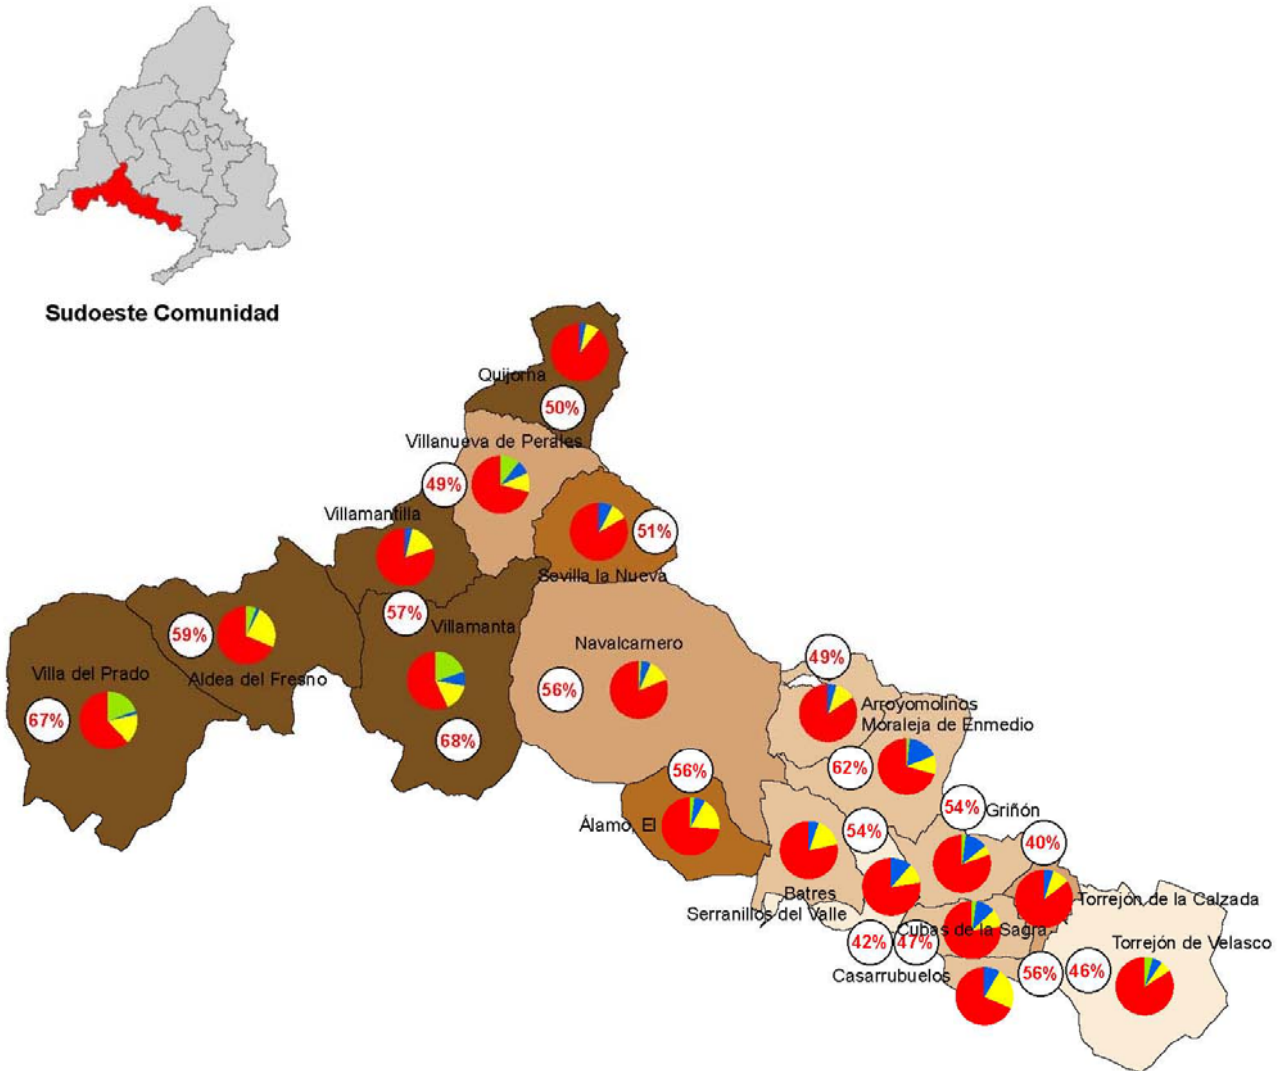 Sudoeste Comunidad
Quijorna
50%
Villanueva de Perales
49%
Villamantilla
51%
Sevilla la Nueva
57%
Villamanta
59%
Aldea del Fresno
Villa del Prado
67%
68%
Navalcarnero
56%
49%
Arroyomolinos
Moraleja de Enmedio
62%
56%
Álamo, El
54%
54%
Griñón
40%
Batres
Serranillos del Valle
Torrejón de la Calzada
Cubas de la Sagra
42%
47%
Casarrubuelos
56%
46%
Torrejón de Velasco